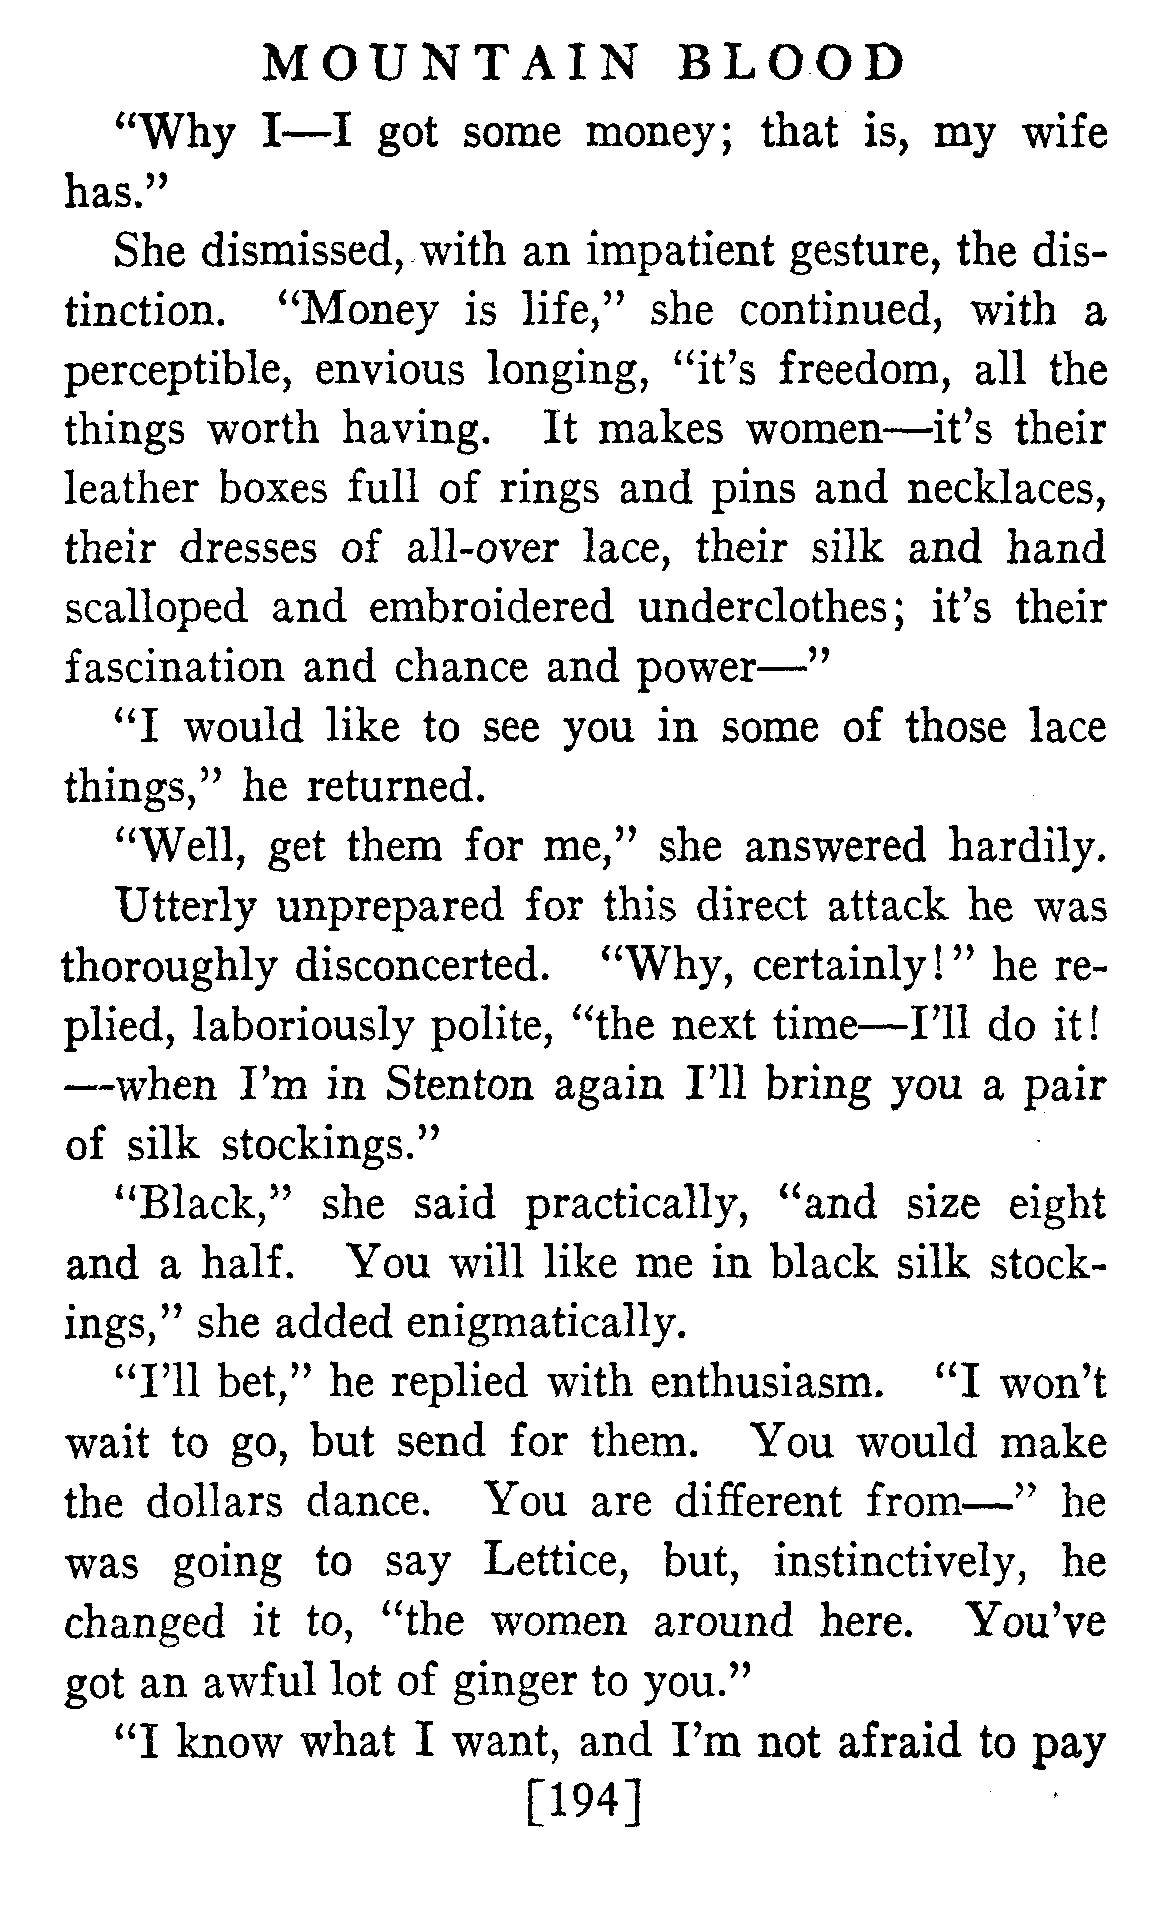 MOUNTAIN BLOOD
“Why I—I got some money; that is, my wife
has.”
She dismissed, with an impatient gesture, the dis-
tinction. “Money is life,” she continued, with a
perceptible, envious longing, “it’s freedom, all the
things worth having. It makes women—it’s their
leather boxes full of rings and pins and necklaces,
their dresses of all-over lace, their silk and hand
scalloped and embroidered underclothes; it’s their
fascination and chance and power—”
“I would like to see you in some of those lace
things,” he returned.
“Well, get them for me,” she answered hardily.
Utterly unprepared for this direct attack he was
thoroughly disconcerted. “Why, certainly!” he re-
plied, laboriously polite, “the next time—I’ll do it!
—when I’m in Stenton again I’ll bring you a pair
of silk stockings.”
“Black,” she said practically, “and size eight
and a half. You will like me in black silk stock-
ings,” she added enigmatically.
“I’ll bet,” he replied with enthusiasm. “I won’t
wait to go, but send for them. You would make
the dollars dance. You are different from—” he
was going to say Lettice, but, instinctively, he
changed it to, “the women around here. You’ve
got an awful lot of ginger to you.”
“I know what I want, and I’m not afraid to pay
[194]